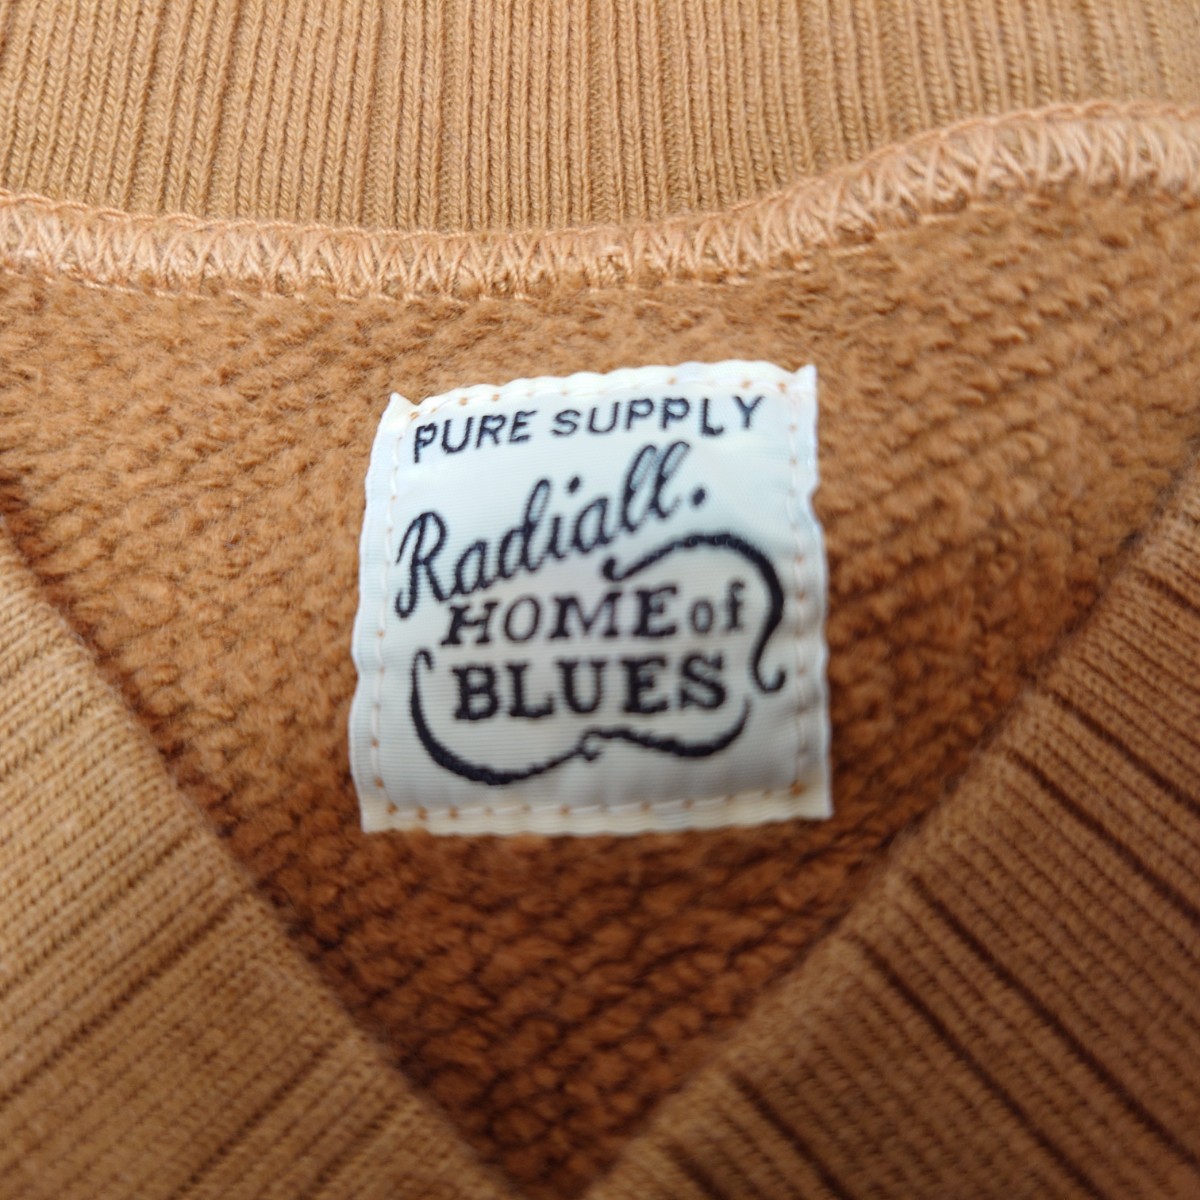 PURE SUPPLY
Radiall.
HOME of
BLUES